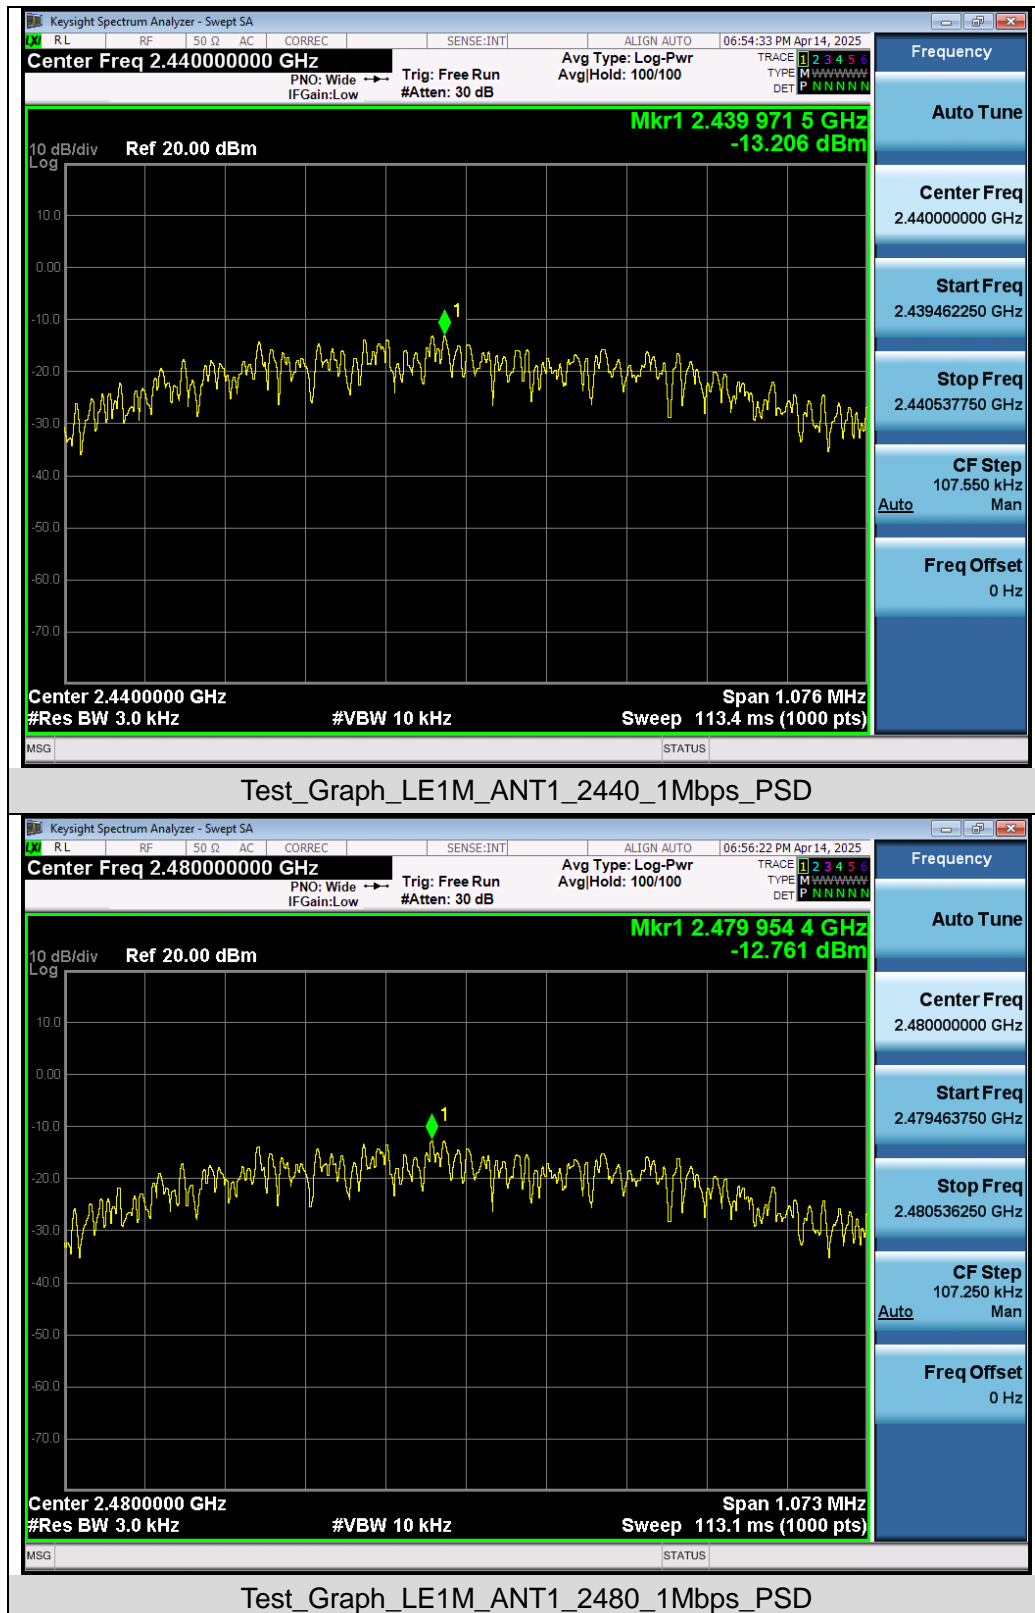 Keysight Spectrum Analyzer - Swept SA
LXI RL RF 50 Ω AC CORREC SENSE:INT ALIGN AUTO 06:54:33 PM Apr 14, 2025
Center Freq 2.440000000 GHz
PNO: Wide
IFGain:Low
Trig: Free Run
#Atten: 30 dB
Avg Type: Log-Pwr
Avg|Hold: 100/100
TRACE 1 2 3 4 5 6
TYPE M W W W W W
DET P N N N N N
Mkr1 2.439 971 5 GHz
-13.206 dBm
10 dB/div Ref 20.00 dBm
Log
10.0
0.00
-10.0
1
-20.0
-30.0
-40.0
-50.0
-60.0
-70.0
Center 2.4400000 GHz Span 1.076 MHz
#Res BW 3.0 kHz #VBW 10 kHz Sweep 113.4 ms (1000 pts)
MSG STATUS
Frequency
Auto Tune
Center Freq
2.440000000 GHz
Start Freq
2.439462250 GHz
Stop Freq
2.440537750 GHz
CF Step
107.550 kHz
Auto Man
Freq Offset
0 Hz
Test_Graph_LE1M_ANT1_2440_1Mbps_PSD
Keysight Spectrum Analyzer - Swept SA
LXI RL RF 50 Ω AC CORREC SENSE:INT ALIGN AUTO 06:56:22 PM Apr 14, 2025
Center Freq 2.480000000 GHz
PNO: Wide
IFGain:Low
Trig: Free Run
#Atten: 30 dB
Avg Type: Log-Pwr
Avg|Hold: 100/100
TRACE 1 2 3 4 5 6
TYPE M W W W W W
DET P N N N N N
Mkr1 2.479 954 4 GHz
-12.761 dBm
10 dB/div Ref 20.00 dBm
Log
10.0
0.00
-10.0
1
-20.0
-30.0
-40.0
-50.0
-60.0
-70.0
Center 2.4800000 GHz Span 1.073 MHz
#Res BW 3.0 kHz #VBW 10 kHz Sweep 113.1 ms (1000 pts)
MSG STATUS
Frequency
Auto Tune
Center Freq
2.480000000 GHz
Start Freq
2.479463750 GHz
Stop Freq
2.480536250 GHz
CF Step
107.250 kHz
Auto Man
Freq Offset
0 Hz
Test_Graph_LE1M_ANT1_2480_1Mbps_PSD